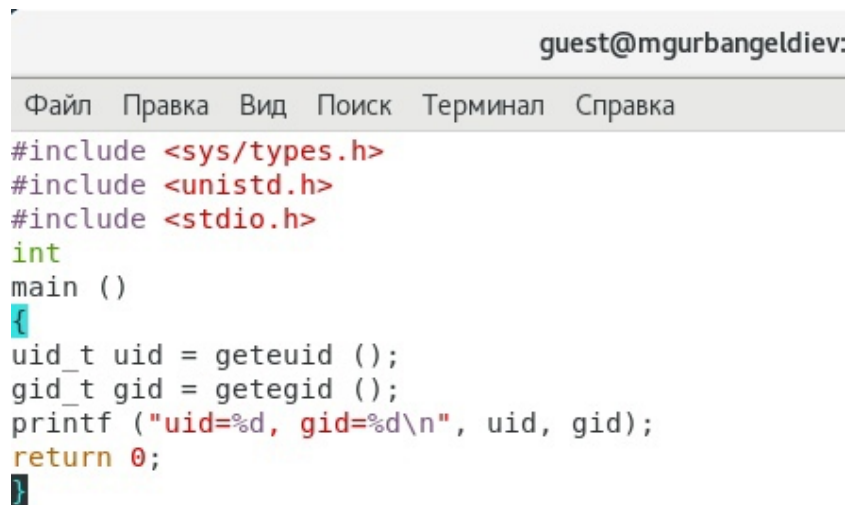 guest@mgurbangeldiev:
Файл Правка Вид Поиск Терминал Справка
#include <sys/types.h>
#include <unistd.h>
#include <stdio.h>
int
main ()
{
uid_t uid = geteuid ();
gid_t gid = getegid ();
printf ("uid=%d, gid=%d\n", uid, gid);
return 0;
}